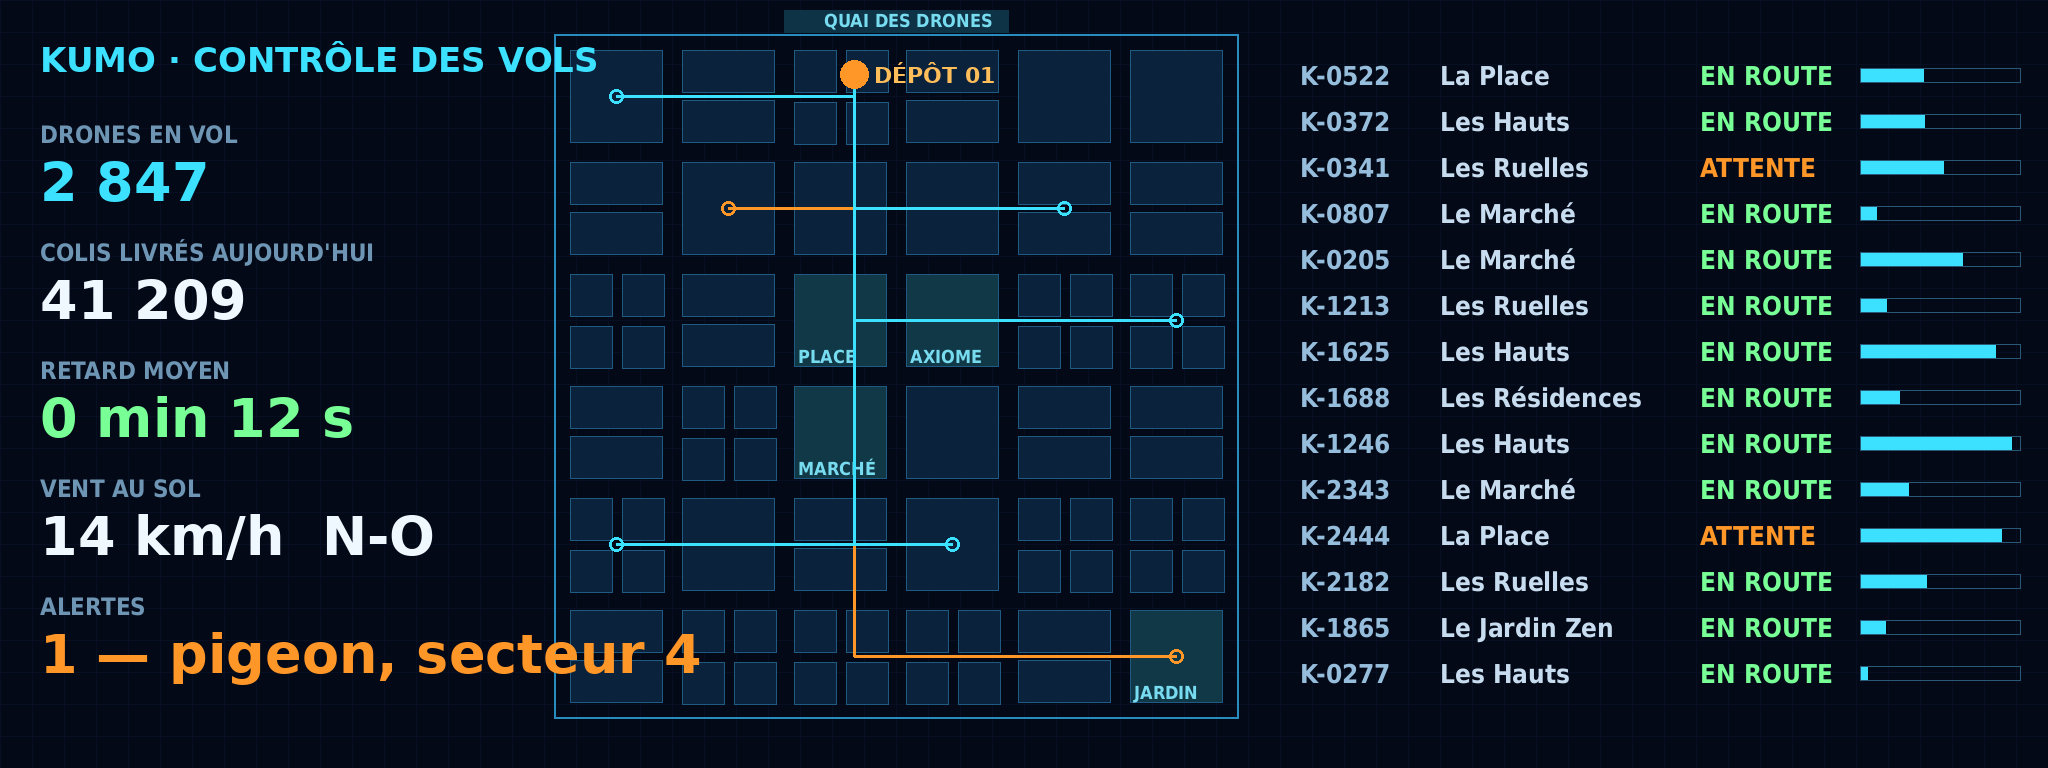 KUMO · CONTRÔLE DES VOLS
DRONES EN VOL
2 847
COLIS LIVRÉS AUJOURD'HUI
41 209
RETARD MOYEN
0 min 12 s
VENT AU SOL
14 km/h N-O
ALERTES
1 — pigeon, secteur 4
QUAI DES DRONES
DÉPÔT 01
PLACE
AXIOME
MARCHÉ
JARDIN
K-0522 La Place EN ROUTE
K-0372 Les Hauts EN ROUTE
K-0341 Les Ruelles ATTENTE
K-0807 Le Marché EN ROUTE
K-0205 Le Marché EN ROUTE
K-1213 Les Ruelles EN ROUTE
K-1625 Les Hauts EN ROUTE
K-1688 Les Résidences EN ROUTE
K-1246 Les Hauts EN ROUTE
K-2343 Le Marché EN ROUTE
K-2444 La Place ATTENTE
K-2182 Les Ruelles EN ROUTE
K-1865 Le Jardin Zen EN ROUTE
K-0277 Les Hauts EN ROUTE